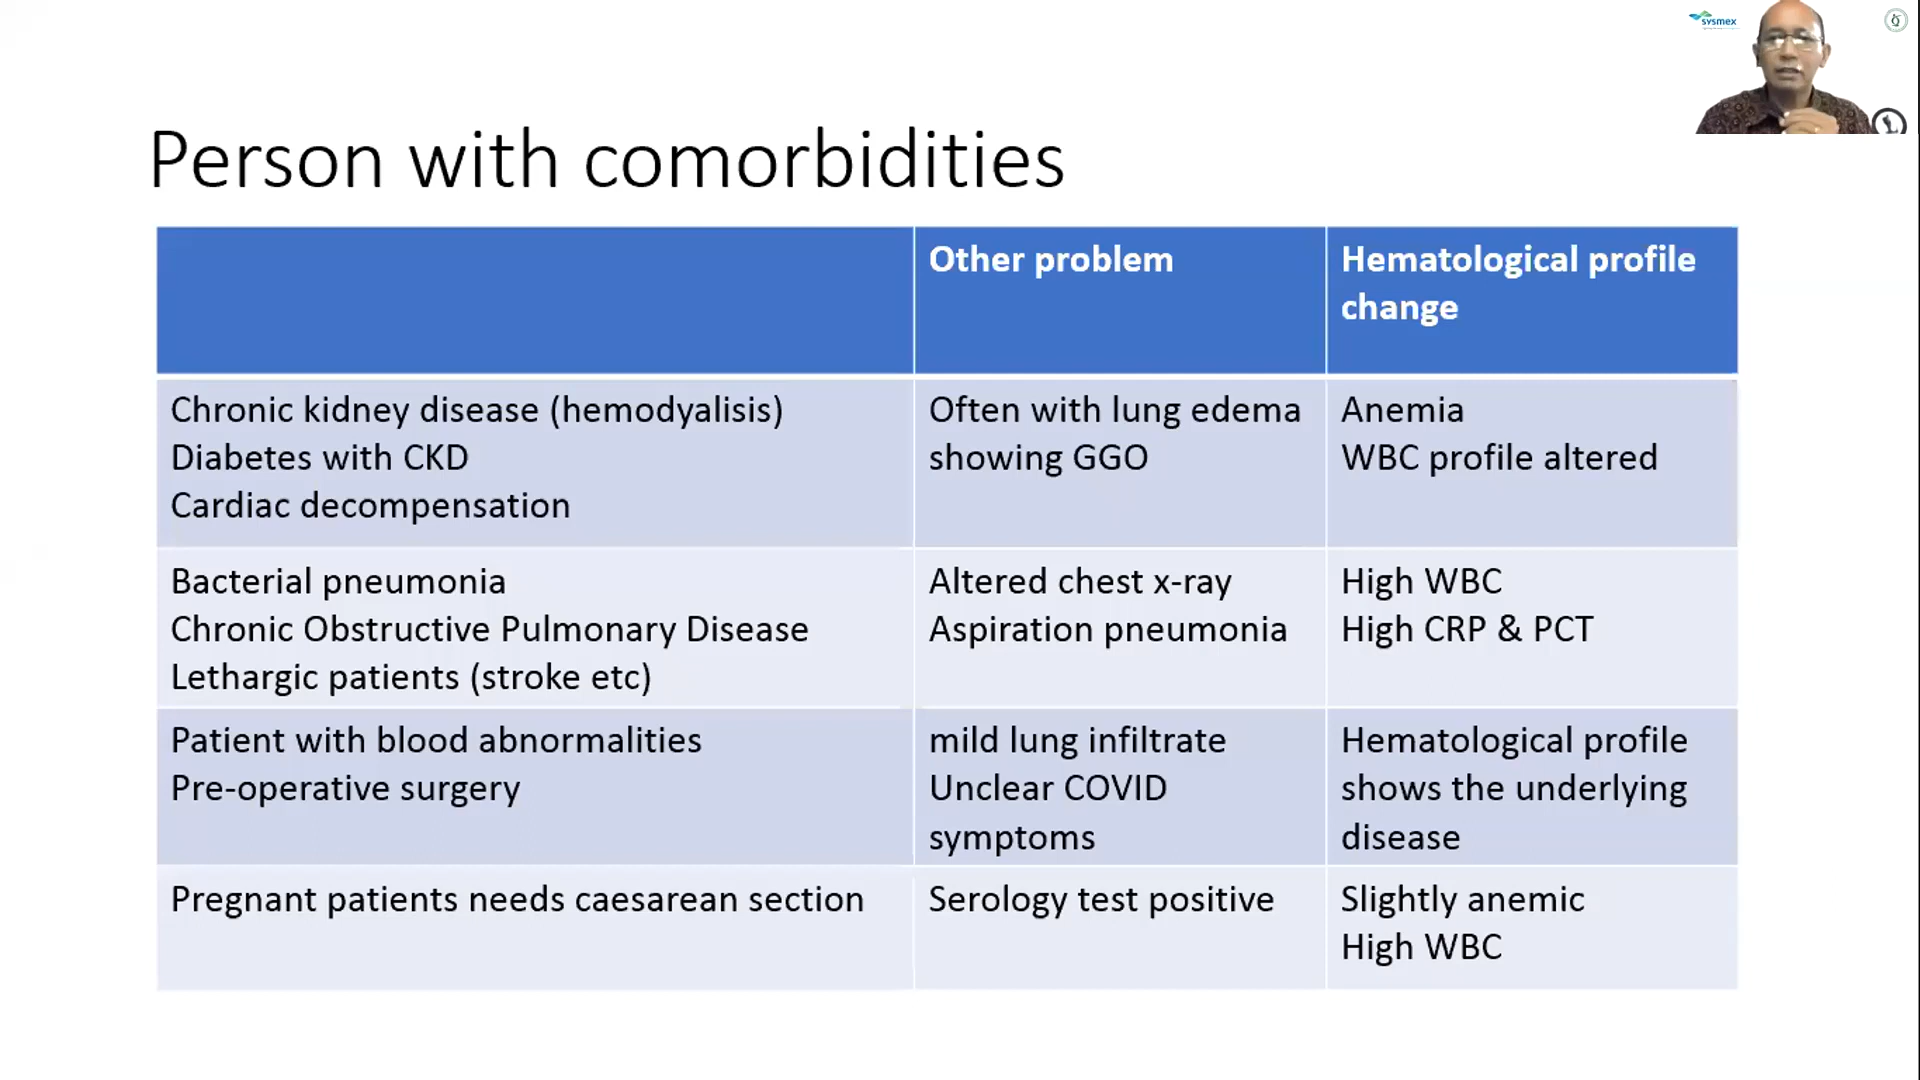 sysmex
Person with comorbidities
Other problem
Hematological profile
change
Chronic kidney disease (hemodyalisis)
Diabetes with CKD
Cardiac decompensation
Often with lung edema
showing GGO
Anemia
WBC profile altered
Bacterial pneumonia
Chronic Obstructive Pulmonary Disease
Lethargic patients (stroke etc)
Altered chest x-ray
Aspiration pneumonia
High WBC
High CRP & PCT
Patient with blood abnormalities
Pre-operative surgery
mild lung infiltrate
Unclear COVID
symptoms
Hematological profile
shows the underlying
disease
Pregnant patients needs caesarean section
Serology test positive
Slightly anemic
High WBC